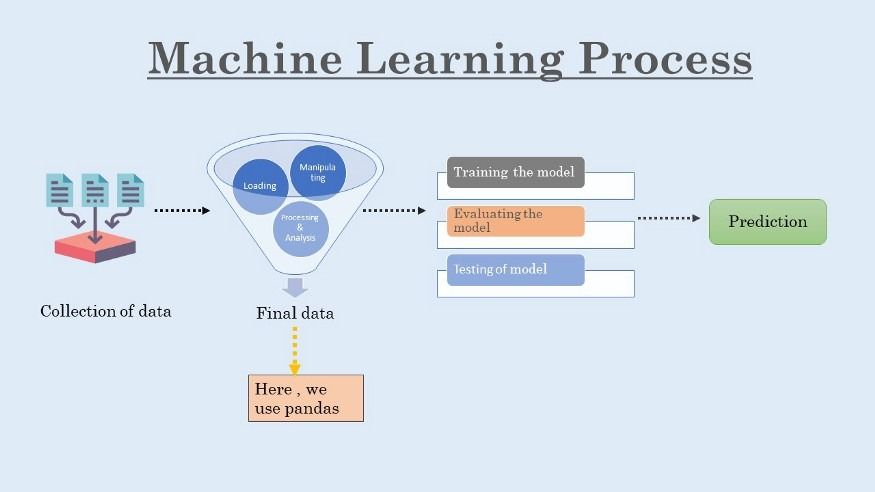 Machine Learning Process
Loading
Manipula
ting
Processing
&
Analysis
Training the model
Evaluating the
model
Testing of model
Prediction
Collection of data
Final data
Here , we
use pandas